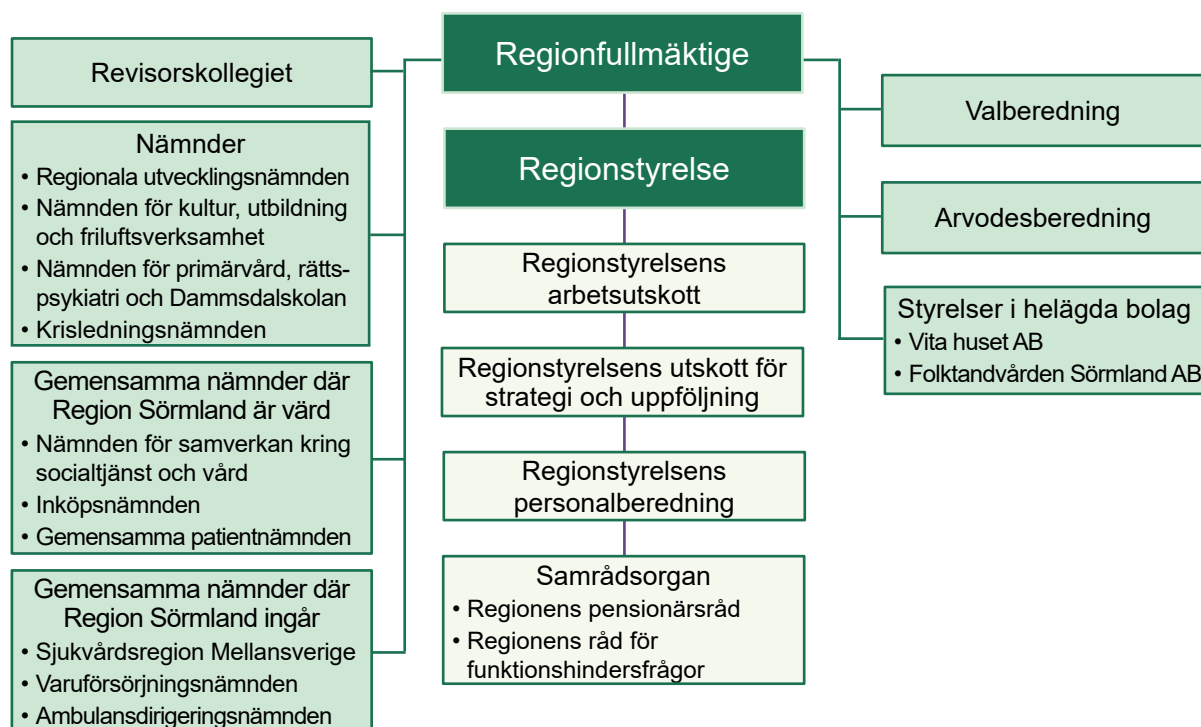 Regionfullmäktige
Regionstyrelse
Regionstyrelsens
arbetsutskott
Regionstyrelsens utskott för
strategi och uppföljning
Regionstyrelsens
personalberedning
Samrådsorgan
• Regionens pensionärsråd
• Regionens råd för
funktionshindersfrågor
Revisorskollegiet
Nämnder
• Regionala utvecklingsnämnden
• Nämnden för kultur, utbildning
och friluftsverksamhet
• Nämnden för primärvård, rätts-
psykiatri och Dammsdalskolan
• Krisledningsnämnden
Gemensamma nämnder där
Region Sörmland är värd
• Nämnden för samverkan kring
socialtjänst och vård
• Inköpsnämnden
• Gemensamma patientnämnden
Gemensamma nämnder där
Region Sörmland ingår
• Sjukvårdsregion Mellansverige
• Varuförsörjningsnämnden
• Ambulansdirigeringsnämnden
Valberedning
Arvodesberedning
Styrelser i helägda bolag
• Vita huset AB
• Folktandvården Sörmland AB